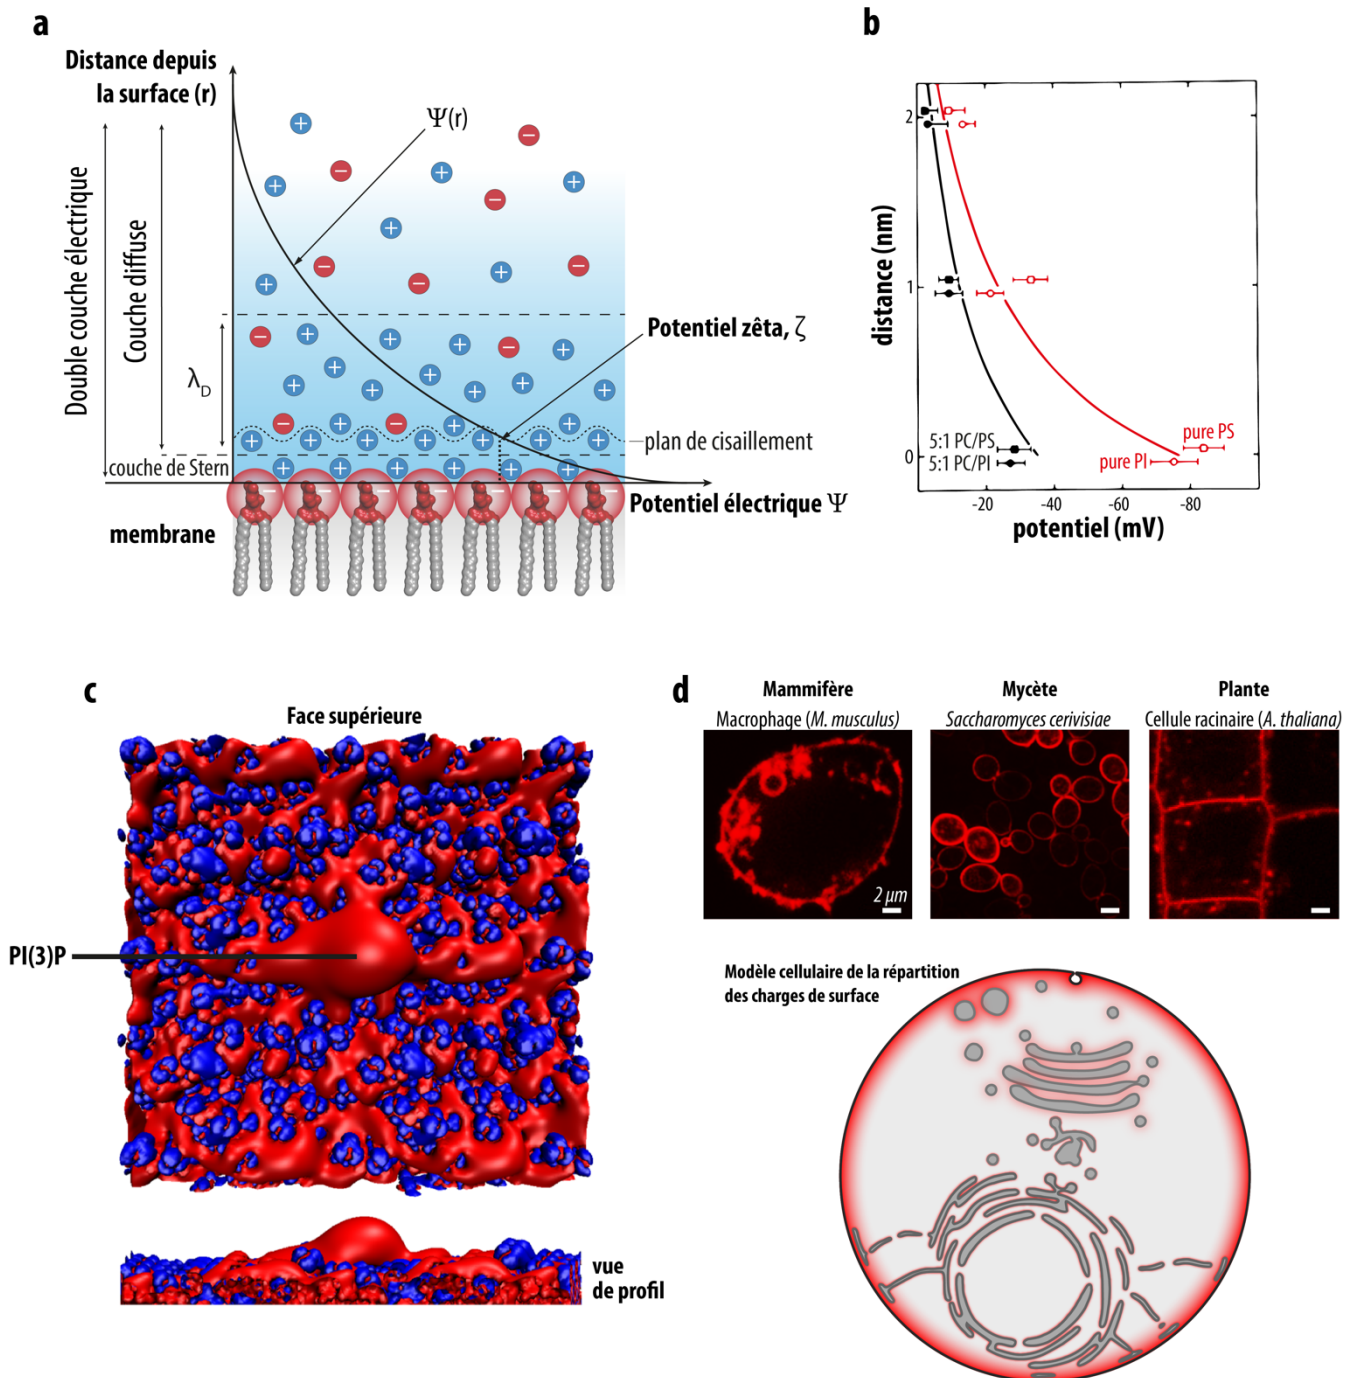 a
Distance depuis
la surface (r)
Double couche électrique
Couche diffuse
λD
Ψ(r)
Potentiel zêta, ζ
plan de cisaillement
couche de Stern
Potentiel électrique Ψ
membrane
b
distance (nm)
2
1
0
5:1 PC/PS
5:1 PC/PI
pure PS
pure PI
-20
-40
-60
-80
potentiel (mV)
c
Face supérieure
PI(3)P
vue
de profil
d
Mammifère
Macrophage (M. musculus)
2 µm
Mycète
Saccharomyces cerivisiae
Plante
Cellule racinaire (A. thaliana)
Modèle cellulaire de la répartition
des charges de surface